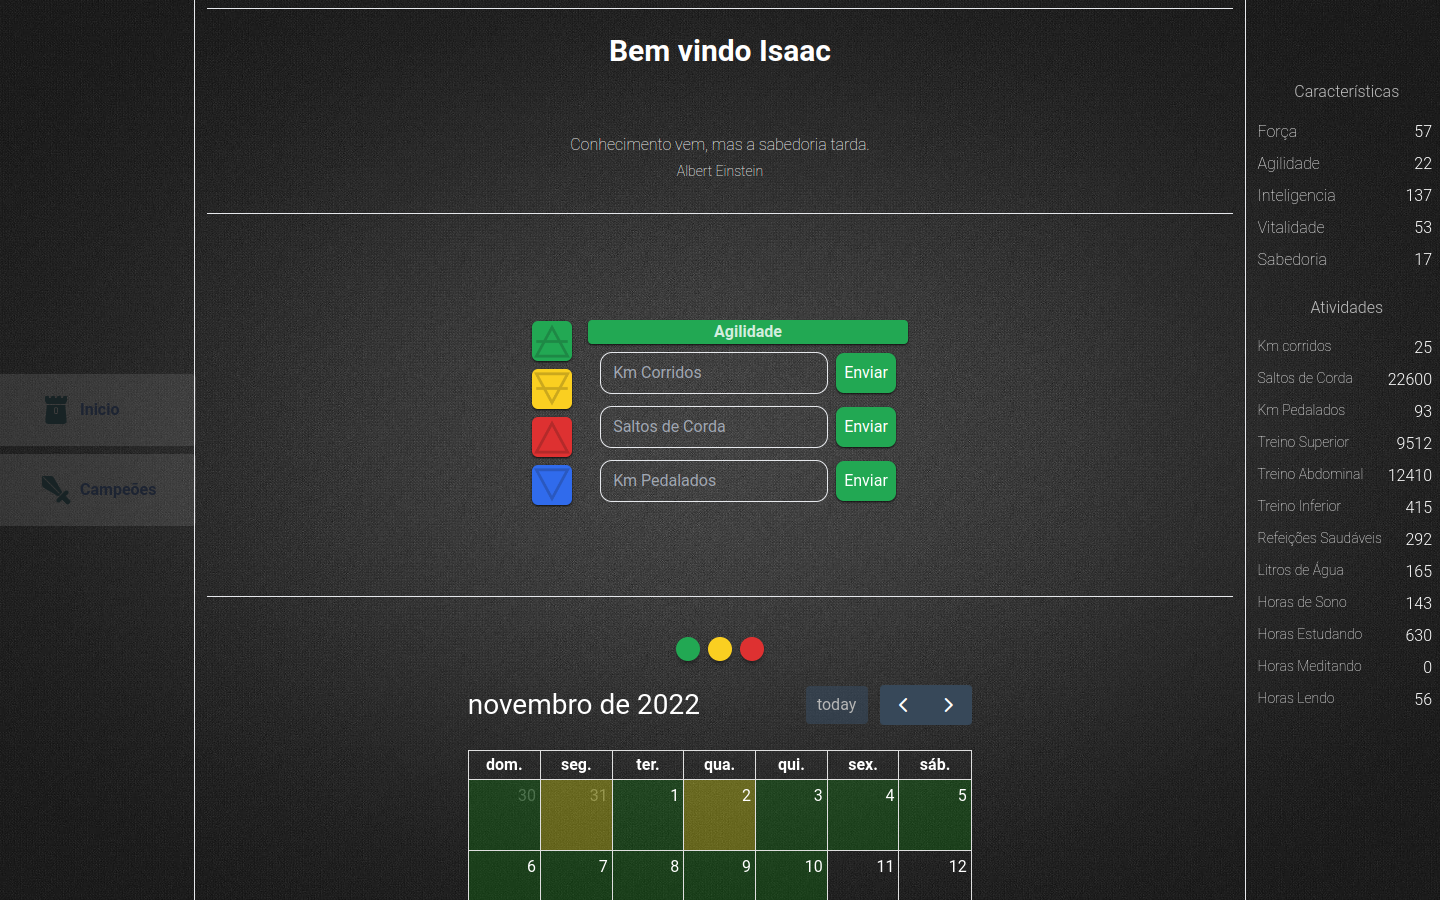 Bem vindo Isaac
Conhecimento vem, mas a sabedoria tarda.
Albert Einstein
Inicio
Campeões
Agilidade
Km Corridos Enviar
Saltos de Corda Enviar
Km Pedalados Enviar
novembro de 2022 today
dom. seg. ter. qua. qui. sex. sáb.
30 31 1 2 3 4 5
6 7 8 9 10 11 12
Características
Força 57
Agilidade 22
Inteligencia 137
Vitalidade 53
Sabedoria 17
Atividades
Km corridos 25
Saltos de Corda 22600
Km Pedalados 93
Treino Superior 9512
Treino Abdominal 12410
Treino Inferior 415
Refeições Saudáveis 292
Litros de Água 165
Horas de Sono 143
Horas Estudando 630
Horas Meditando 0
Horas Lendo 56